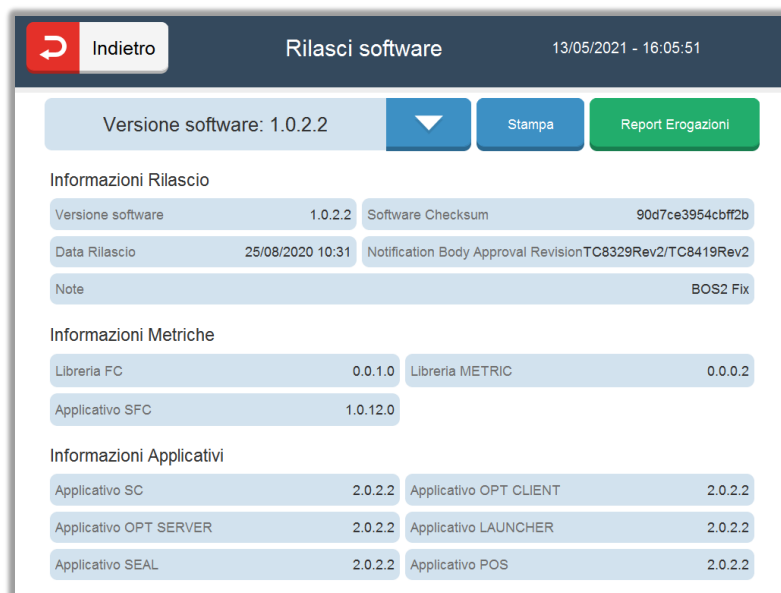 Indietro Rilasci software 13/05/2021 - 16:05:51
Versione software: 1.0.2.2 Stampa Report Erogazioni
Informazioni Rilascio
Versione software 1.0.2.2 Software Checksum 90d7ce3954cbff2b
Data Rilascio 25/08/2020 10:31 Notification Body Approval Revision TC8329Rev2/TC8419Rev2
Note BOS2 Fix
Informazioni Metriche
Libreria FC 0.0.1.0 Libreria METRIC 0.0.0.2
Applicativo SFC 1.0.12.0
Informazioni Applicativi
Applicativo SC 2.0.2.2 Applicativo OPT CLIENT 2.0.2.2
Applicativo OPT SERVER 2.0.2.2 Applicativo LAUNCHER 2.0.2.2
Applicativo SEAL 2.0.2.2 Applicativo POS 2.0.2.2